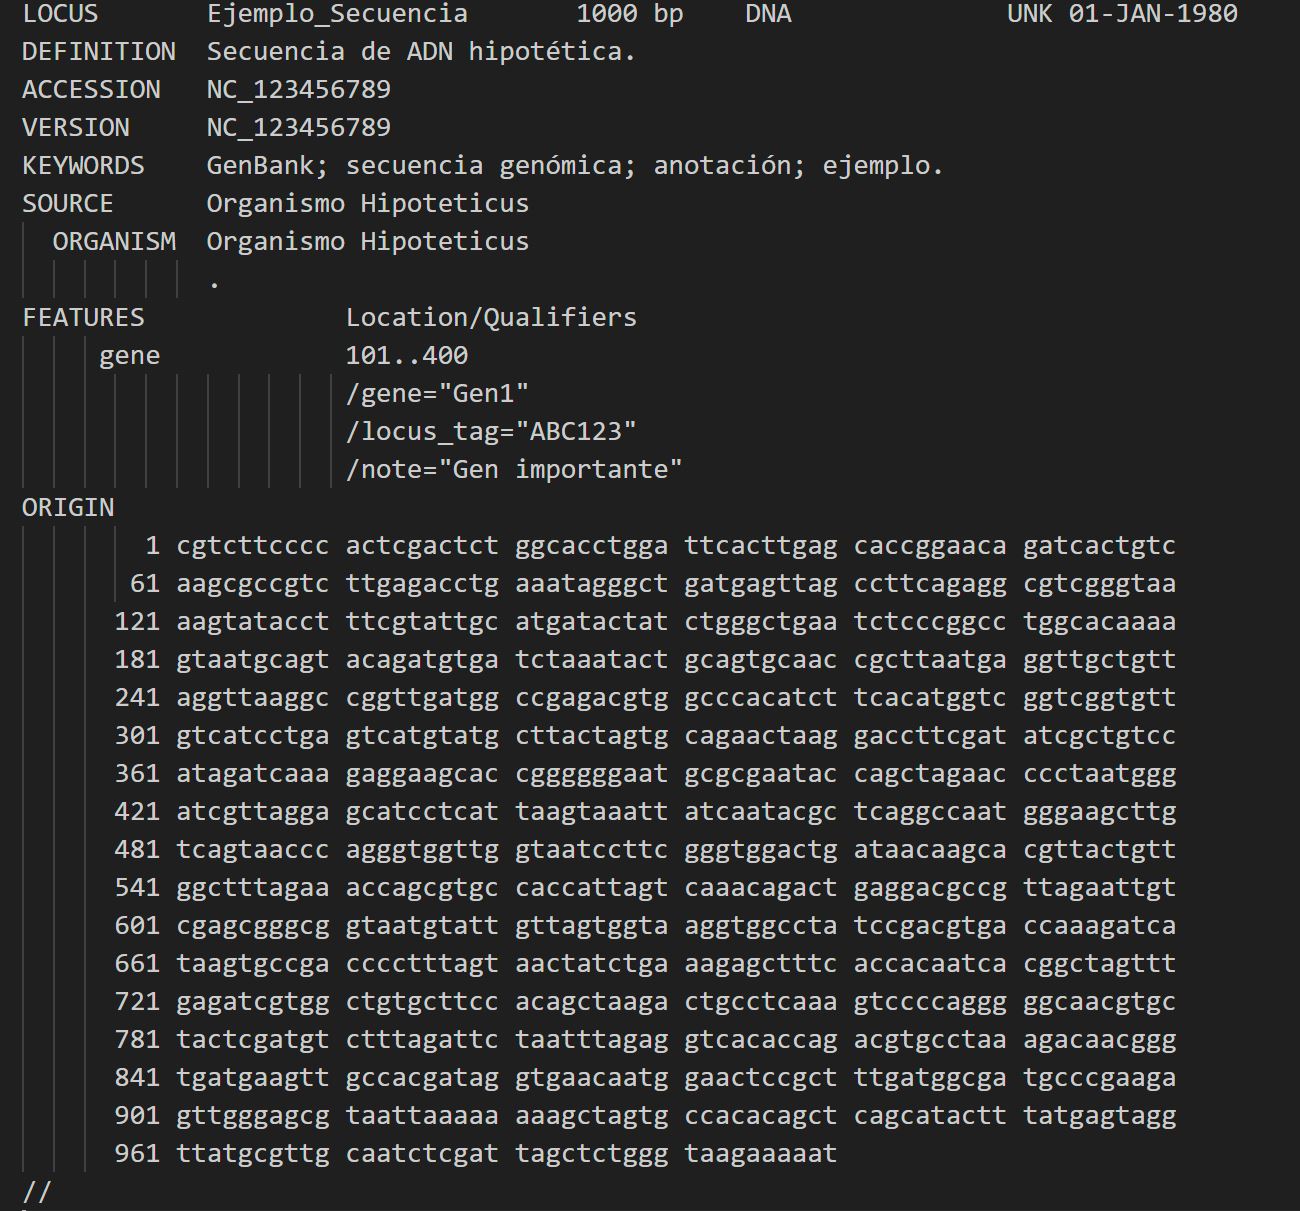 LOCUS       Ejemplo_Secuencia       1000 bp    DNA              UNK 01-JAN-1980
DEFINITION  Secuencia de ADN hipotética.
ACCESSION   NC_123456789
VERSION     NC_123456789
KEYWORDS    GenBank; secuencia genómica; anotación; ejemplo.
SOURCE      Organismo Hipoteticus
  ORGANISM  Organismo Hipoteticus
            .
FEATURES             Location/Qualifiers
     gene            101..400
                     /gene="Gen1"
                     /locus_tag="ABC123"
                     /note="Gen importante"
ORIGIN
        1 cgtcttcccc actcgactct ggcacctgga ttcacttgag caccggaaca gatcactgtc
       61 aagcgccgtc ttgagacctg aaatagggct gatgagttag ccttcagagg cgtcgggtaa
      121 aagtatacct ttcgtattgc atgatactat ctgggctgaa tctcccggcc tggcacaaaa
      181 gtaatgcagt acagatgtga tctaaatact gcagtgcaac cgcttaatga ggttgctgtt
      241 aggttaaggc cggttgatgg ccgagacgtg gcccacatct tcacatggtc ggtcggtgtt
      301 gtcatcctga gtcatgtatg cttactagtg cagaactaag gaccttcgat atcgctgtcc
      361 atagatcaaa gaggaagcac cggggggaat gcgcgaatac cagctagaac ccctaatggg
      421 atcgttagga gcatcctcat taagtaaatt atcaatacgc tcaggccaat gggaagcttg
      481 tcagtaaccc agggtggttg gtaatccttc gggtggactg ataacaagca cgttactgtt
      541 ggctttagaa accagcgtgc caccattagt caaacagact gaggacgccg ttagaattgt
      601 cgagcgggcg gtaatgtatt gttagtggta aggtggccta tccgacgtga ccaaagatca
      661 taagtgccga cccctttagt aactatctga aagagctttc accacaatca cggctagttt
      721 gagatcgtgg ctgtgcttcc acagctaaga ctgcctcaaa gtccccaggg ggcaacgtgc
      781 tactcgatgt ctttagattc taatttagag gtcacaccag acgtgcctaa agacaacggg
      841 tgatgaagtt gccacgatag gtgaacaatg gaactccgct ttgatggcga tgcccgaaga
      901 gttgggagcg taattaaaaa aaagctagtg ccacacagct cagcatactt tatgagtagg
      961 ttatgcgttg caatctcgat tagctctggg taagaaaaat
//